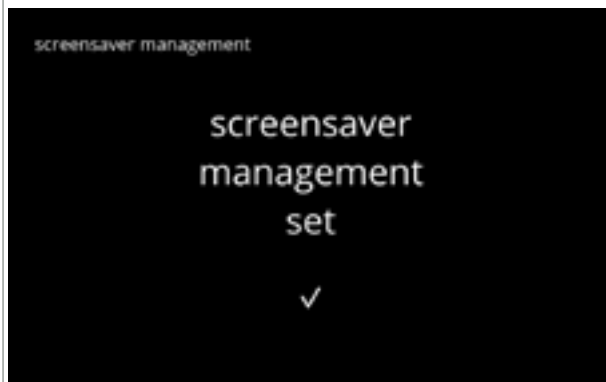 screensaver management
screensaver
management
set
✓